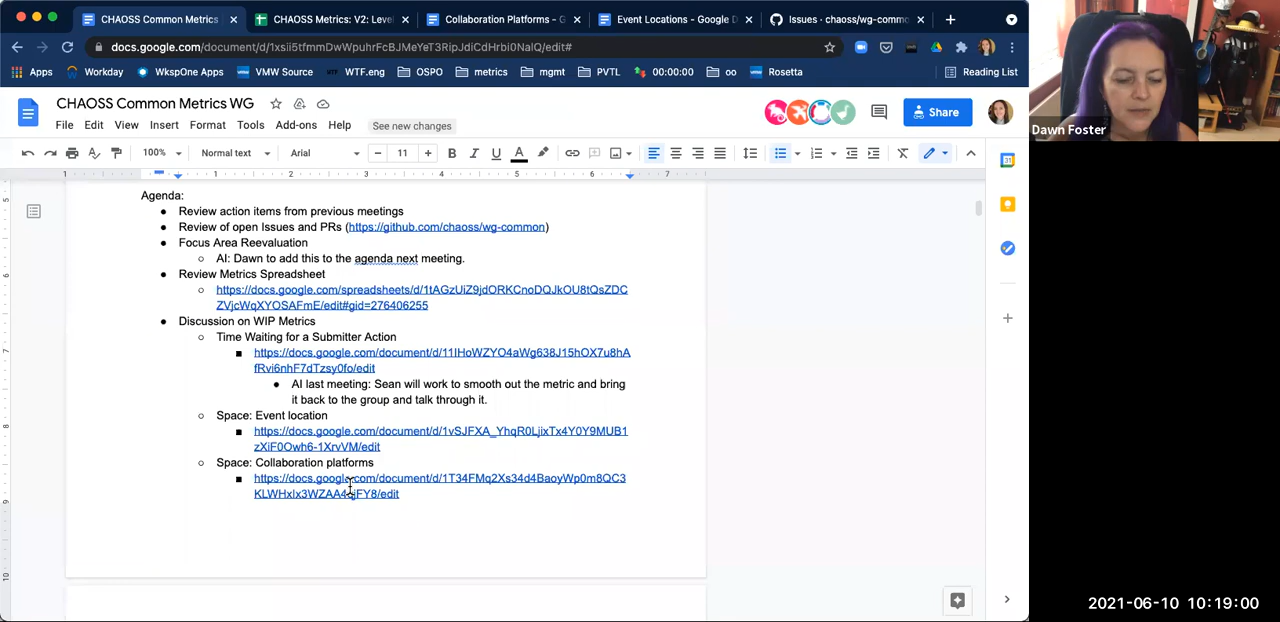 CHAOSS Common Metrics
CHAOSS Metrics: V2: Level
Collaboration Platforms - G
Event Locations - Google D
Issues · chaoss/wg-commo
docs.google.com/document/d/1xsii5tfmmDwWpuhrFcBJMeYeT3RipJdiCdHrbi0NalQ/edit#
Apps
Workday
WkspOne Apps
VMW Source
WTF.eng
OSPO
metrics
mgmt
PVTL
00:00:00
oo
Rosetta
Reading List
CHAOSS Common Metrics WG
Share
File Edit View Insert Format Tools Add-ons Help
See new changes
100%
Normal text
Arial
11
Dawn Foster
Agenda:
Review action items from previous meetings
Review of open Issues and PRs (https://github.com/chaoss/wg-common)
Focus Area Reevaluation
AI: Dawn to add this to the agenda next meeting.
Review Metrics Spreadsheet
https://docs.google.com/spreadsheets/d/1tAGzUiZ9jdORKCnoDQJkOU8tQsZDC
ZVjcWqXYOSAFmE/edit#gid=276406255
Discussion on WIP Metrics
Time Waiting for a Submitter Action
https://docs.google.com/document/d/11IHoWZYO4aWg638J15hOX7u8hA
fRvi6nhF7dTzsy0fo/edit
AI last meeting: Sean will work to smooth out the metric and bring
it back to the group and talk through it.
Space: Event location
https://docs.google.com/document/d/1vSJFXA_YhqR0LjixTx4Y0Y9MUB1
zXiF0Owh6-1XrvVM/edit
Space: Collaboration platforms
https://docs.google.com/document/d/1T34FMq2Xs34d4BaoyWp0m8QC3
2021-06-10 10:19:00